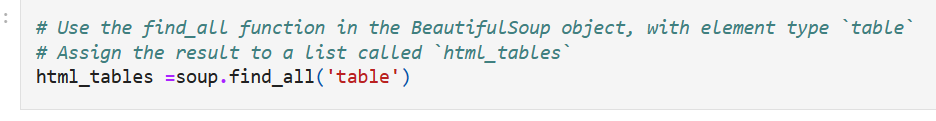 :
# Use the find_all function in the BeautifulSoup object, with element type `table`
# Assign the result to a list called `html_tables`
html_tables =soup.find_all('table')